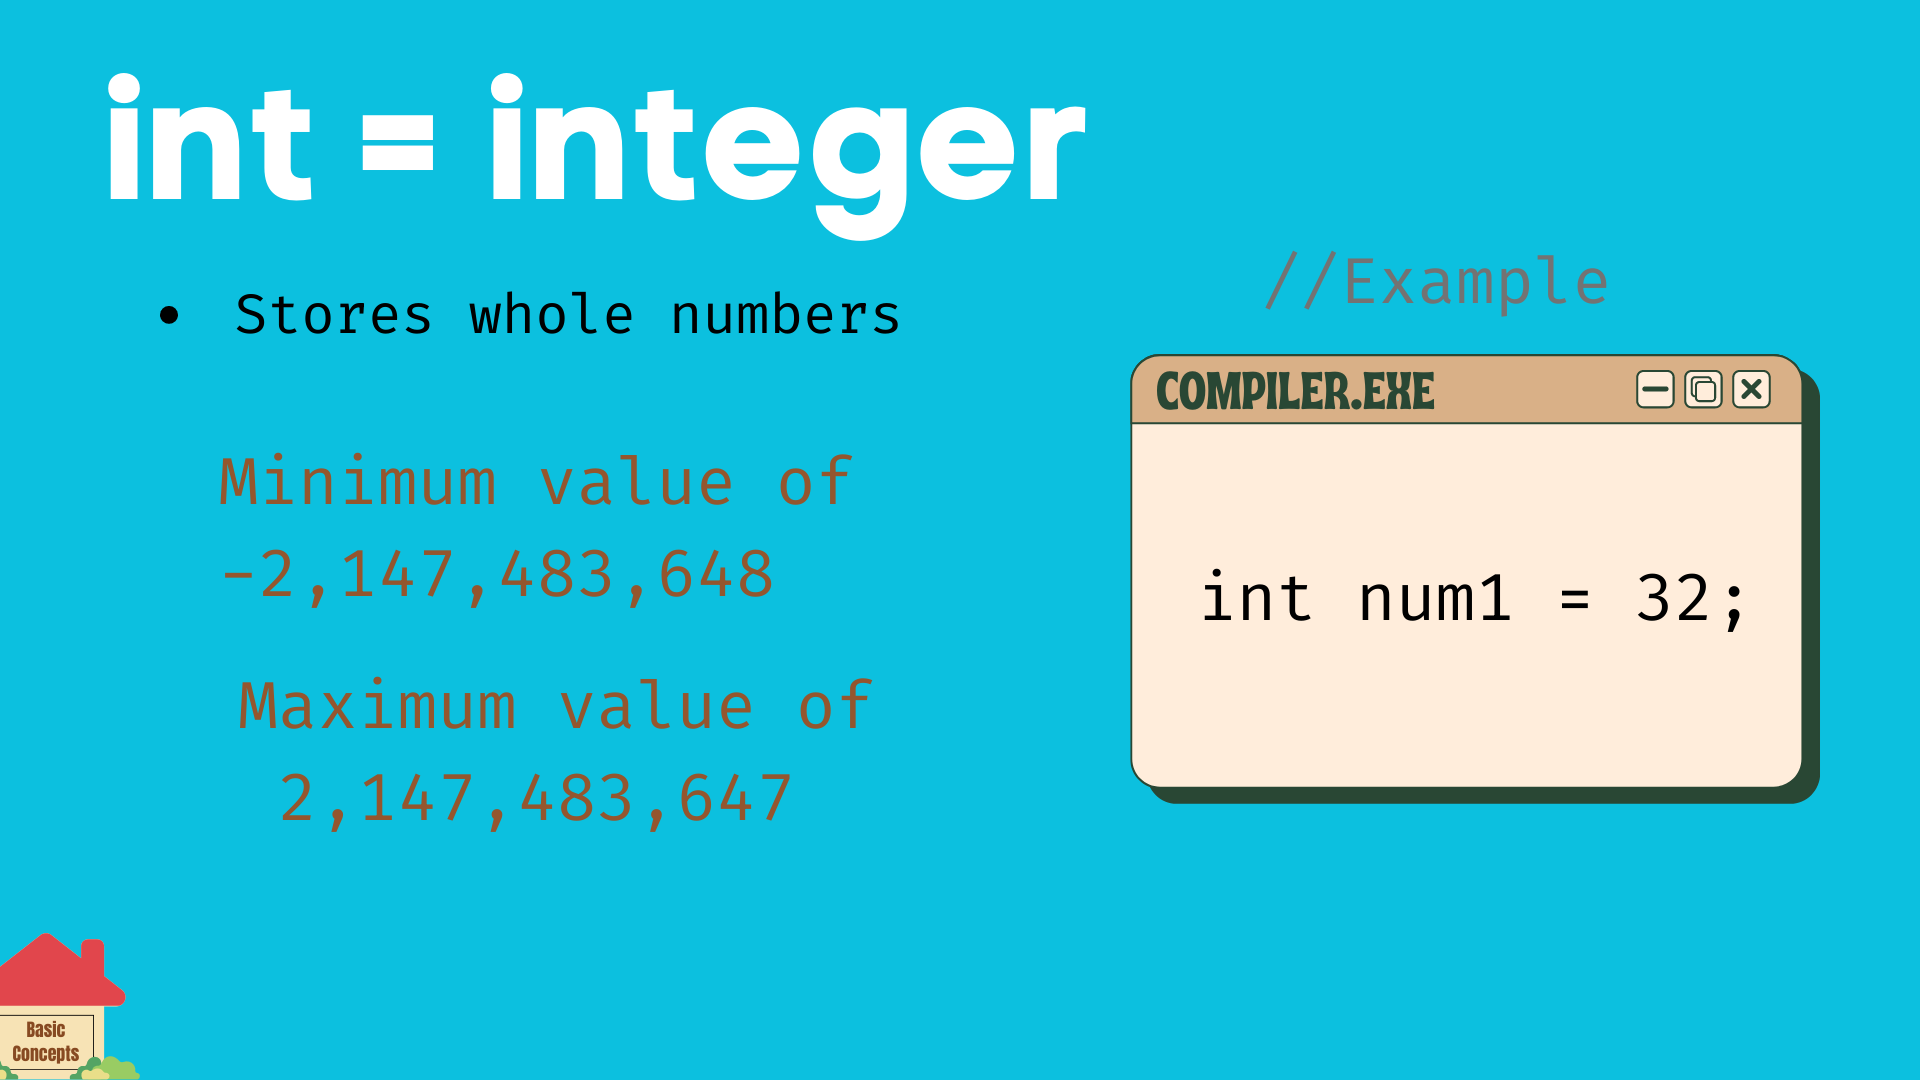 int = integer
• Stores whole numbers
Minimum value of
-2,147,483,648
Maximum value of
2,147,483,647
//Example
COMPILER.EXE
int num1 = 32;
Basic
Concepts